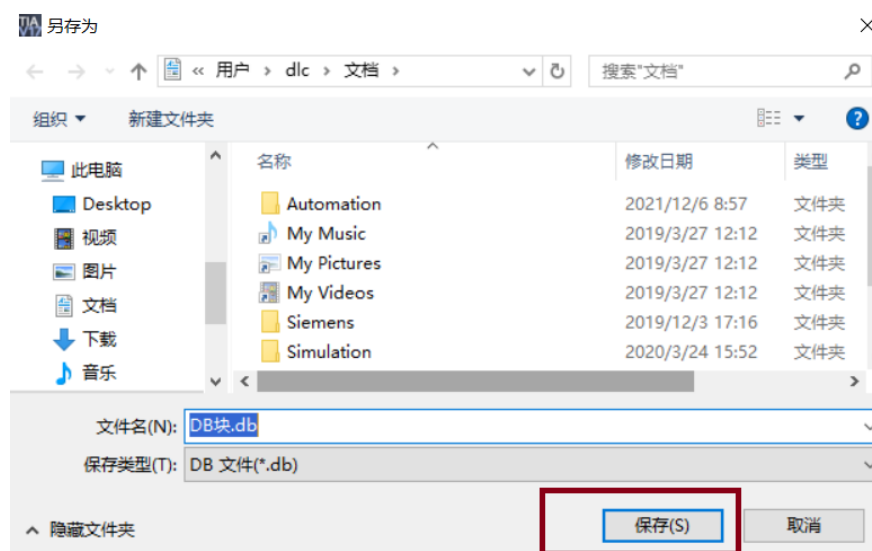 TIA V15 另存为
« 用户 › dlc › 文档 › 搜索"文档"
组织 新建文件夹 ?
名称 修改日期 类型
此电脑
Desktop
视频
图片
文档
下载
音乐
Automation 2021/12/6 8:57 文件夹
My Music 2019/3/27 12:12 文件夹
My Pictures 2019/3/27 12:12 文件夹
My Videos 2019/3/27 12:12 文件夹
Siemens 2019/12/3 17:16 文件夹
Simulation 2020/3/24 15:52 文件夹
文件名(N): DB块.db
保存类型(T): DB 文件(*.db)
隐藏文件夹 保存(S) 取消